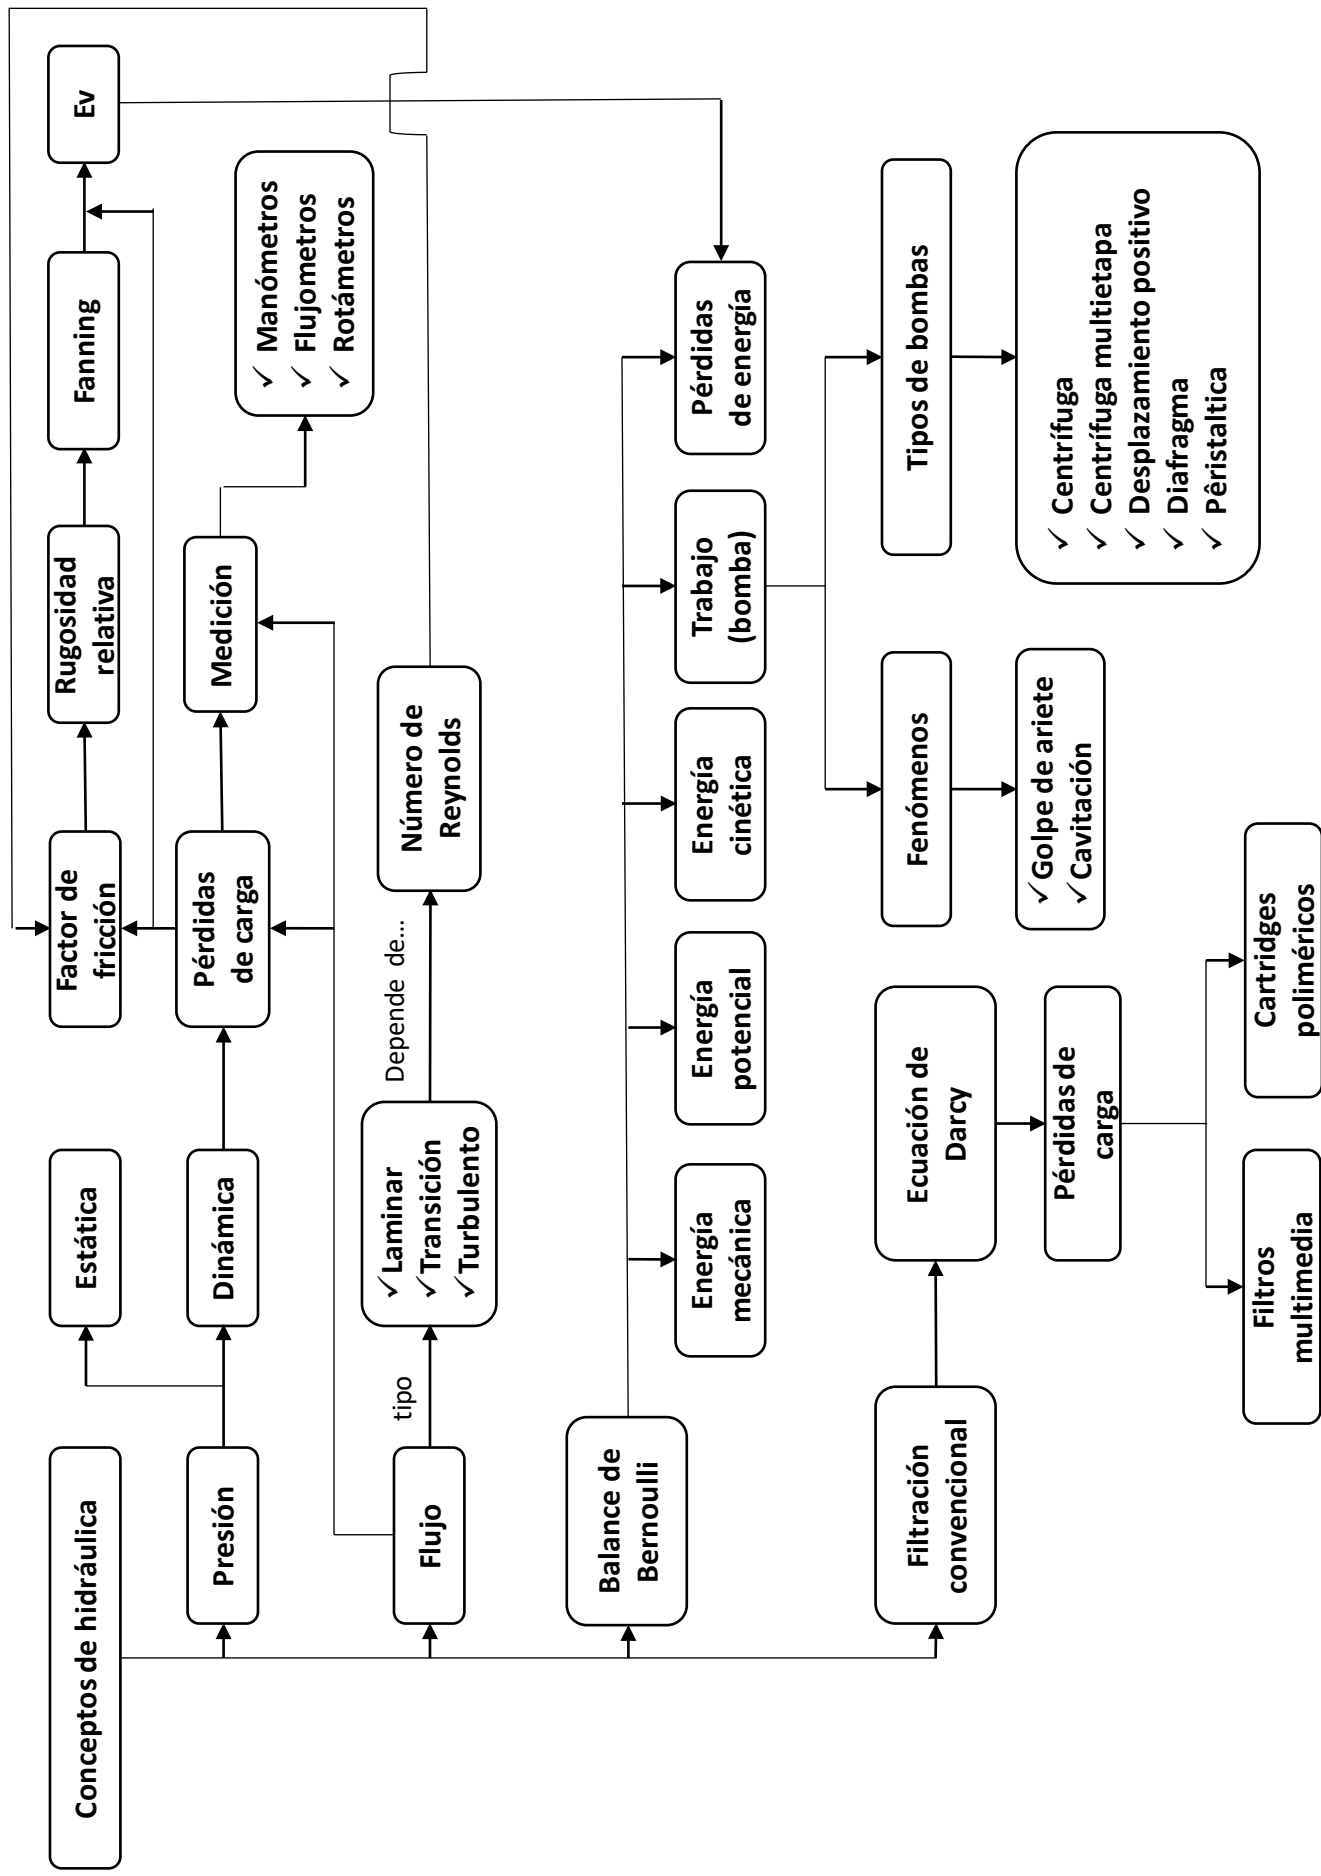 Conceptos de hidráulica
Presión
Estática
Dinámica
Pérdidas
de carga
Factor de
fricción
Rugosidad
relativa
Fanning
Ev
Medición
✓ Manómetros
✓ Flujometros
✓ Rotámetros
Flujo
tipo
✓ Laminar
✓ Transición
✓ Turbulento
Depende de...
Número de
Reynolds
Balance de
Bernoulli
Energía
mecánica
Energía
potencial
Energía
cinética
Trabajo
(bomba)
Pérdidas
de energía
Fenómenos
✓ Golpe de ariete
✓ Cavitación
Tipos de bombas
✓ Centrífuga
✓ Centrífuga multietapa
✓ Desplazamiento positivo
✓ Diafragma
✓ Pêristaltica
Filtración
convencional
Ecuación de
Darcy
Pérdidas de
carga
Filtros
multimedia
Cartridges
poliméricos